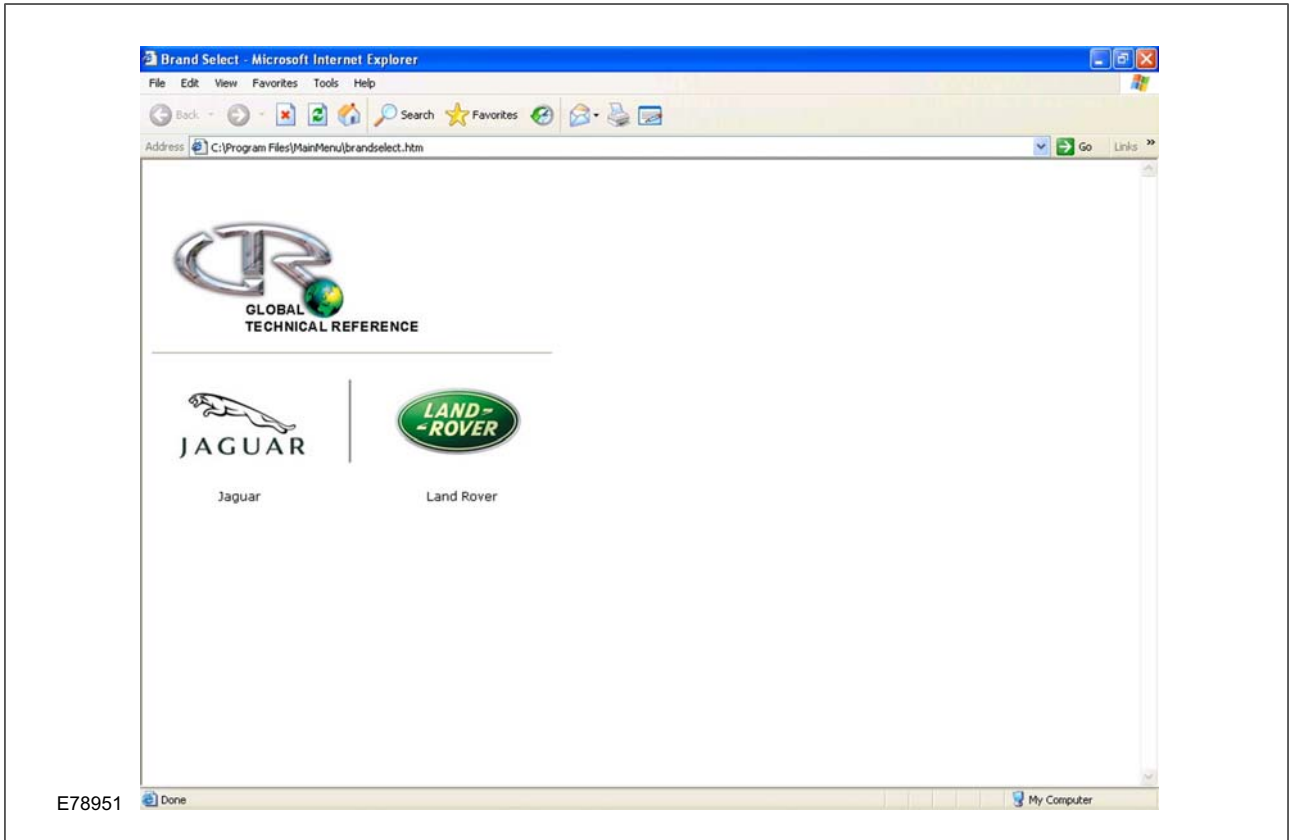 Brand Select - Microsoft Internet Explorer
File Edit View Favorites Tools Help
Back Search Favorites
Address C:\Program Files\MainMenu\brandselect.htm Go Links »
GTR
GLOBAL
TECHNICAL REFERENCE
JAGUAR
LAND-
-ROVER
Jaguar Land Rover
E78951
Done My Computer